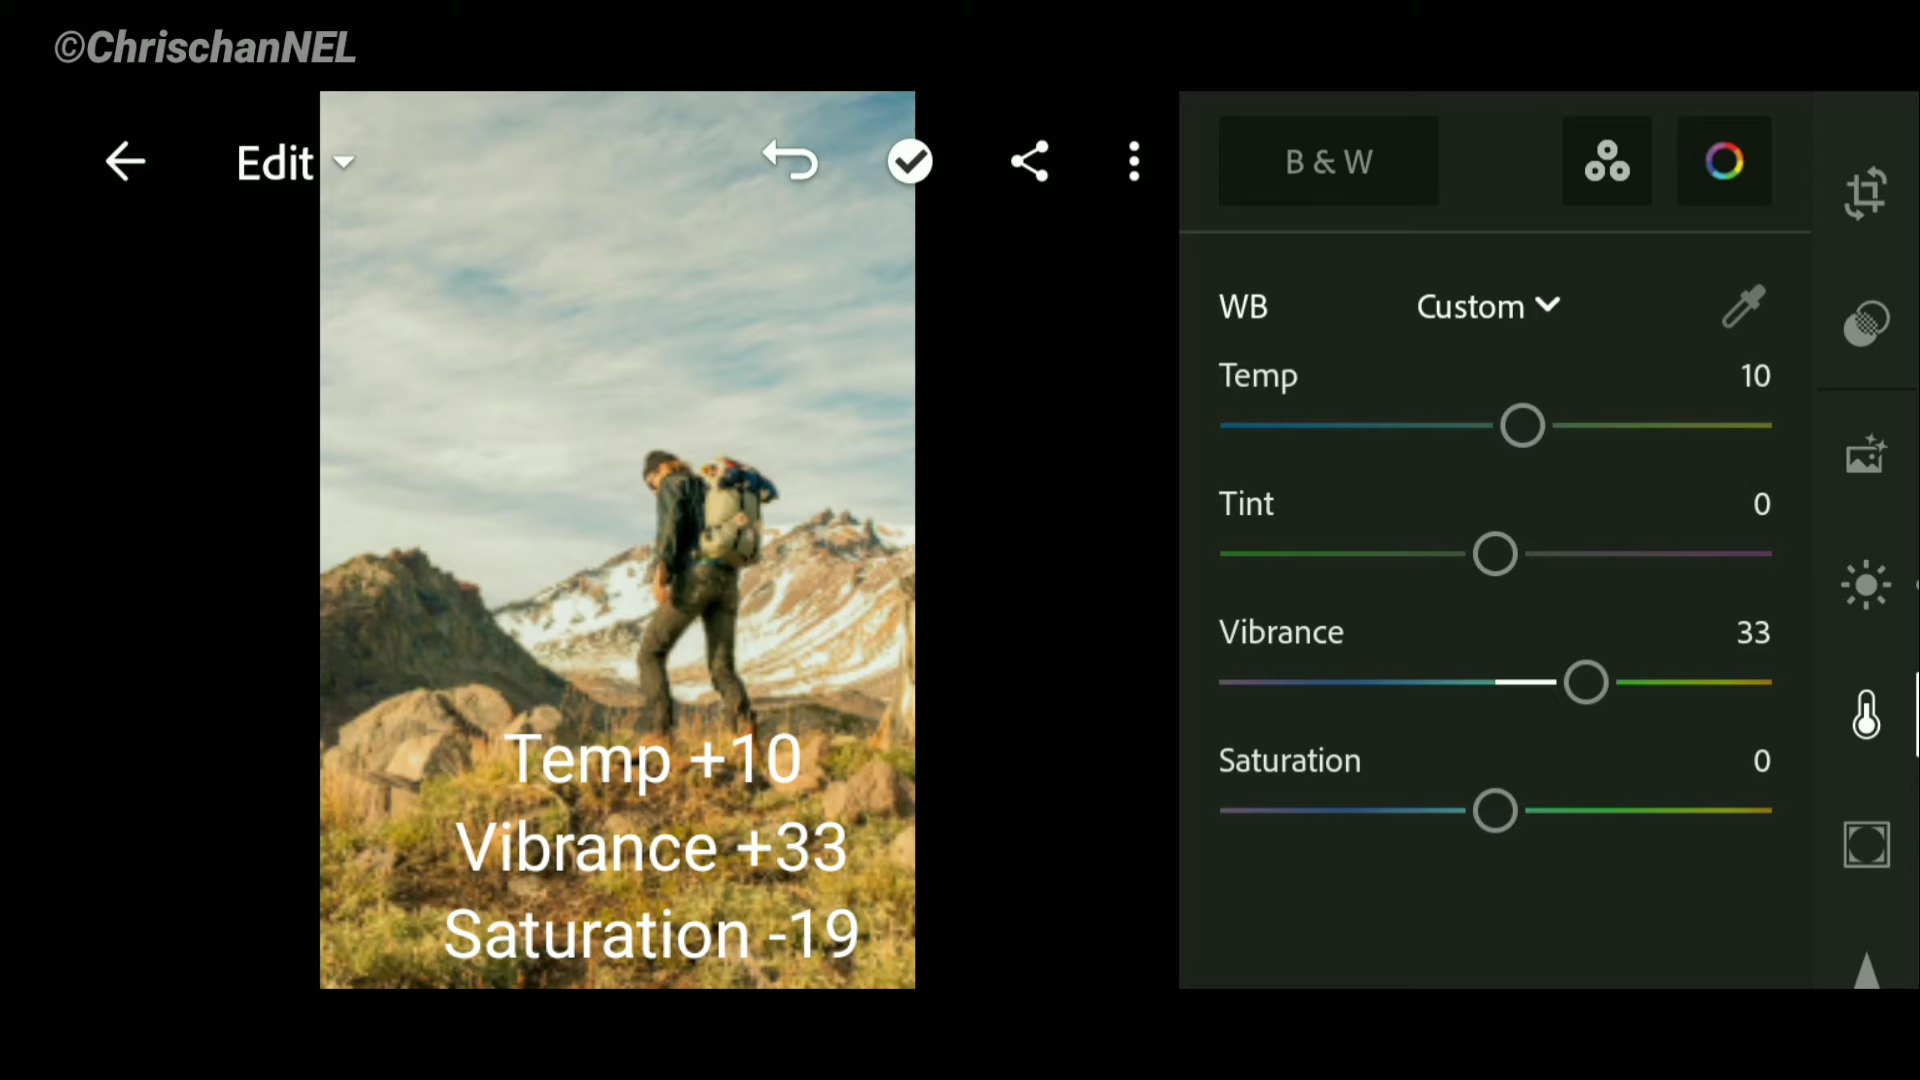 ©ChrischanNEL
Edit
B & W
WB Custom
Temp 10
Tint 0
Vibrance 33
Saturation 0
Temp +10
Vibrance +33
Saturation -19